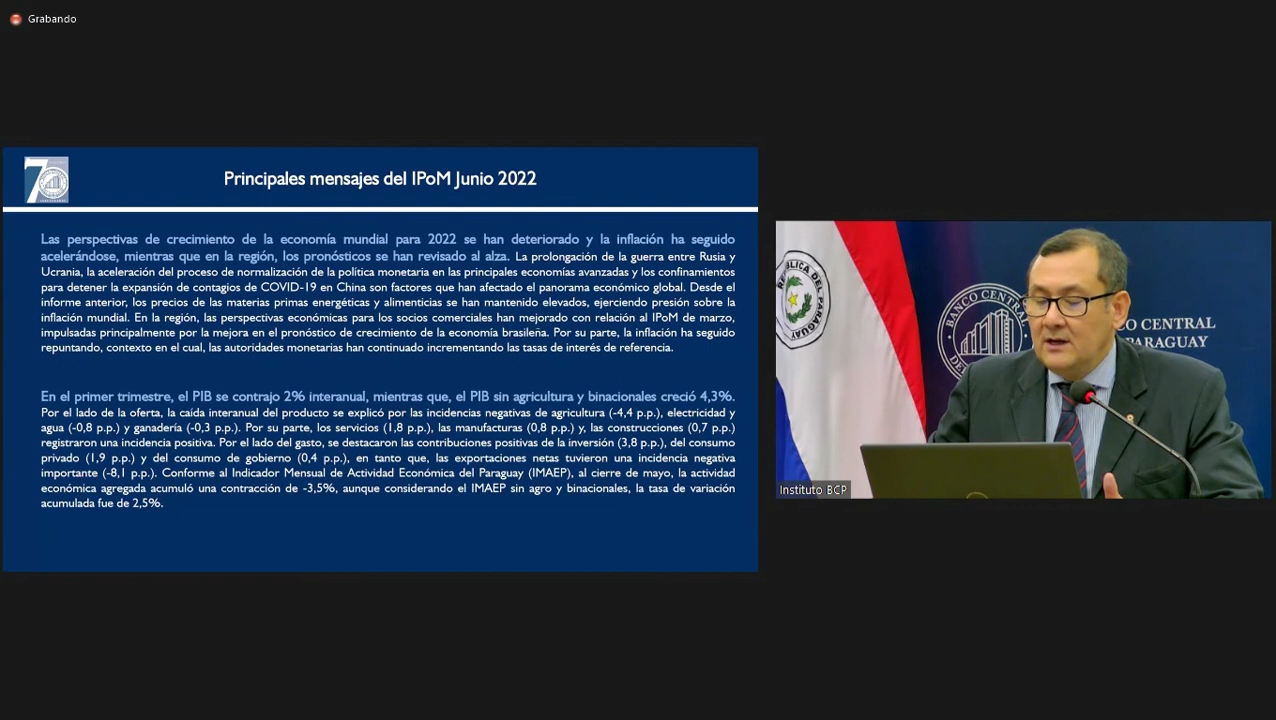 Grabando
Principales mensajes del IPoM Junio 2022
Las perspectivas de crecimiento de la economía mundial para 2022 se han deteriorado y la inflación ha seguido
acelerándose, mientras que en la región, los pronósticos se han revisado al alza. La prolongación de la guerra entre Rusia y
Ucrania, la aceleración del proceso de normalización de la política monetaria en las principales economías avanzadas y los confinamientos
para detener la expansión de contagios de COVID-19 en China son factores que han afectado el panorama económico global. Desde el
informe anterior, los precios de las materias primas energéticas y alimenticias se han mantenido elevados, ejerciendo presión sobre la
inflación mundial. En la región, las perspectivas económicas para los socios comerciales han mejorado con relación al IPoM de marzo,
impulsadas principalmente por la mejora en el pronóstico de crecimiento de la economía brasileña. Por su parte, la inflación ha seguido
repuntando, contexto en el cual, las autoridades monetarias han continuado incrementando las tasas de interés de referencia.
En el primer trimestre, el PIB se contrajo 2% interanual, mientras que, el PIB sin agricultura y binacionales creció 4,3%.
Por el lado de la oferta, la caída interanual del producto se explicó por las incidencias negativas de agricultura (-4,4 p.p.), electricidad y
agua (-0,8 p.p.) y ganadería (-0,3 p.p.). Por su parte, los servicios (1,8 p.p.), las manufacturas (0,8 p.p.) y, las construcciones (0,7 p.p.)
registraron una incidencia positiva. Por el lado del gasto, se destacaron las contribuciones positivas de la inversión (3,8 p.p.), del consumo
privado (1,9 p.p.) y del consumo de gobierno (0,4 p.p.), en tanto que, las exportaciones netas tuvieron una incidencia negativa
importante (-8,1 p.p.). Conforme al Indicador Mensual de Actividad Económica del Paraguay (IMAEP), al cierre de mayo, la actividad
económica agregada acumuló una contracción de -3,5%, aunque considerando el IMAEP sin agro y binacionales, la tasa de variación
acumulada fue de 2,5%.
REPUBLICA DEL PARAGUAY
BANCO CENTRAL
CO CENTRAL
PARAGUAY
Instituto BCP